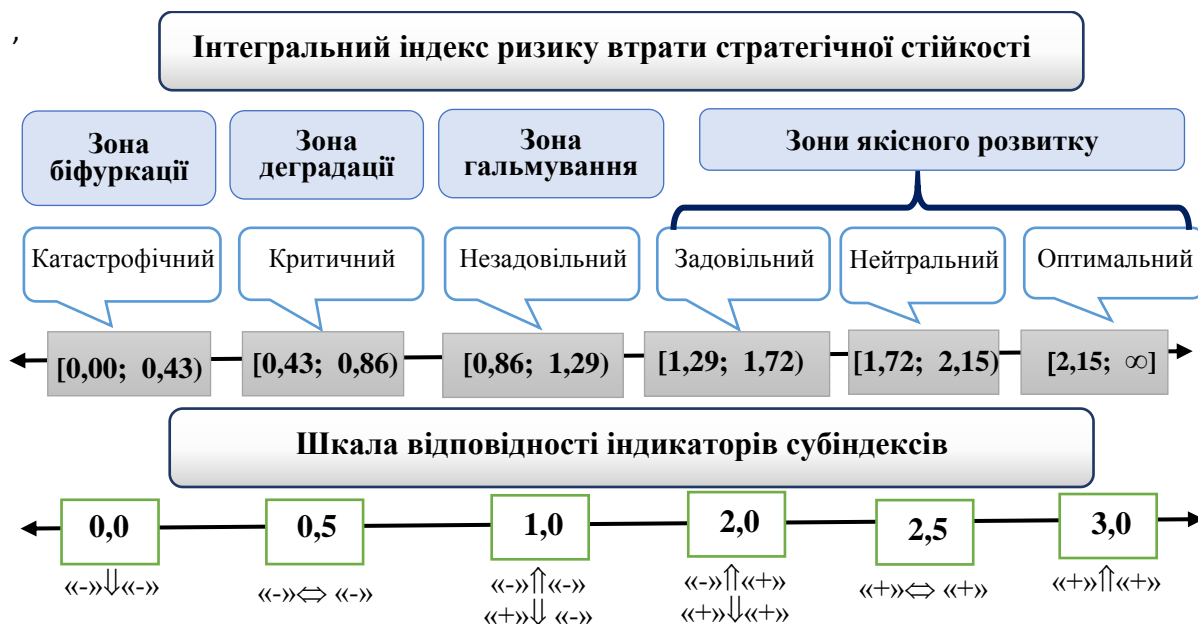 ,
Інтегральний індекс ризику втрати стратегічної стійкості
Зона
біфуркації
Зона
деградації
Зона
гальмування
Зони якісного розвитку
Катастрофічний
Критичний
Незадовільний
Задовільний
Нейтральний
Оптимальний
[0,00; 0,43)
[0,43; 0,86)
[0,86; 1,29)
[1,29; 1,72)
[1,72; 2,15)
[2,15; ∞]
Шкала відповідності індикаторів субіндексів
0,0
0,5
1,0
2,0
2,5
3,0
«-»⇓«-»
«-»⇔ «-»
«-»⇑«-»
«+»⇓ «-»
«-»⇑«+»
«+»⇓«+»
«+»⇔ «+»
«+»⇑«+»